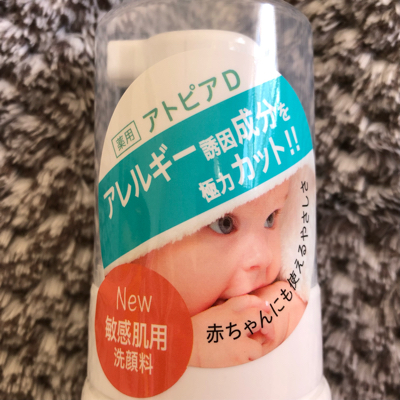 薬用 アトピアD
アレルギー誘因成分を
極力カット!!
New
敏感肌用
洗顔料
赤ちゃんにも使えるやさしさ